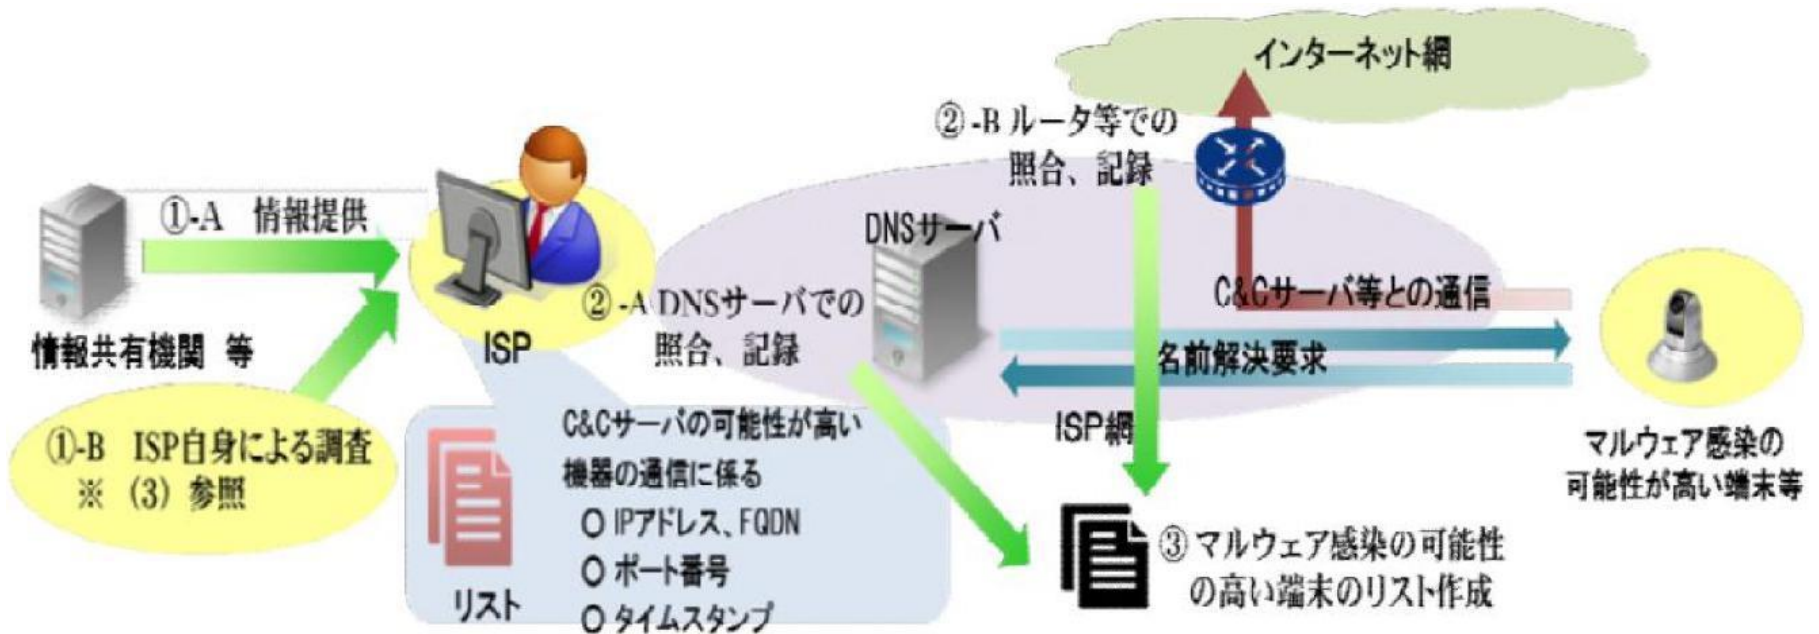 インターネット網
②-B ルータ等での
照合、記録
①-A 情報提供
DNSサーバ
情報共有機関 等
ISP
②-A DNSサーバでの
照合、記録
C&Cサーバ等との通信
名前解決要求
ISP網
マルウェア感染の
可能性が高い端末等
①-B ISP自身による調査
※ (3) 参照
C&Cサーバの可能性が高い
機器の通信に係る
○ IPアドレス、FQDN
○ ポート番号
○ タイムスタンプ
リスト
③ マルウェア感染の可能性
の高い端末のリスト作成